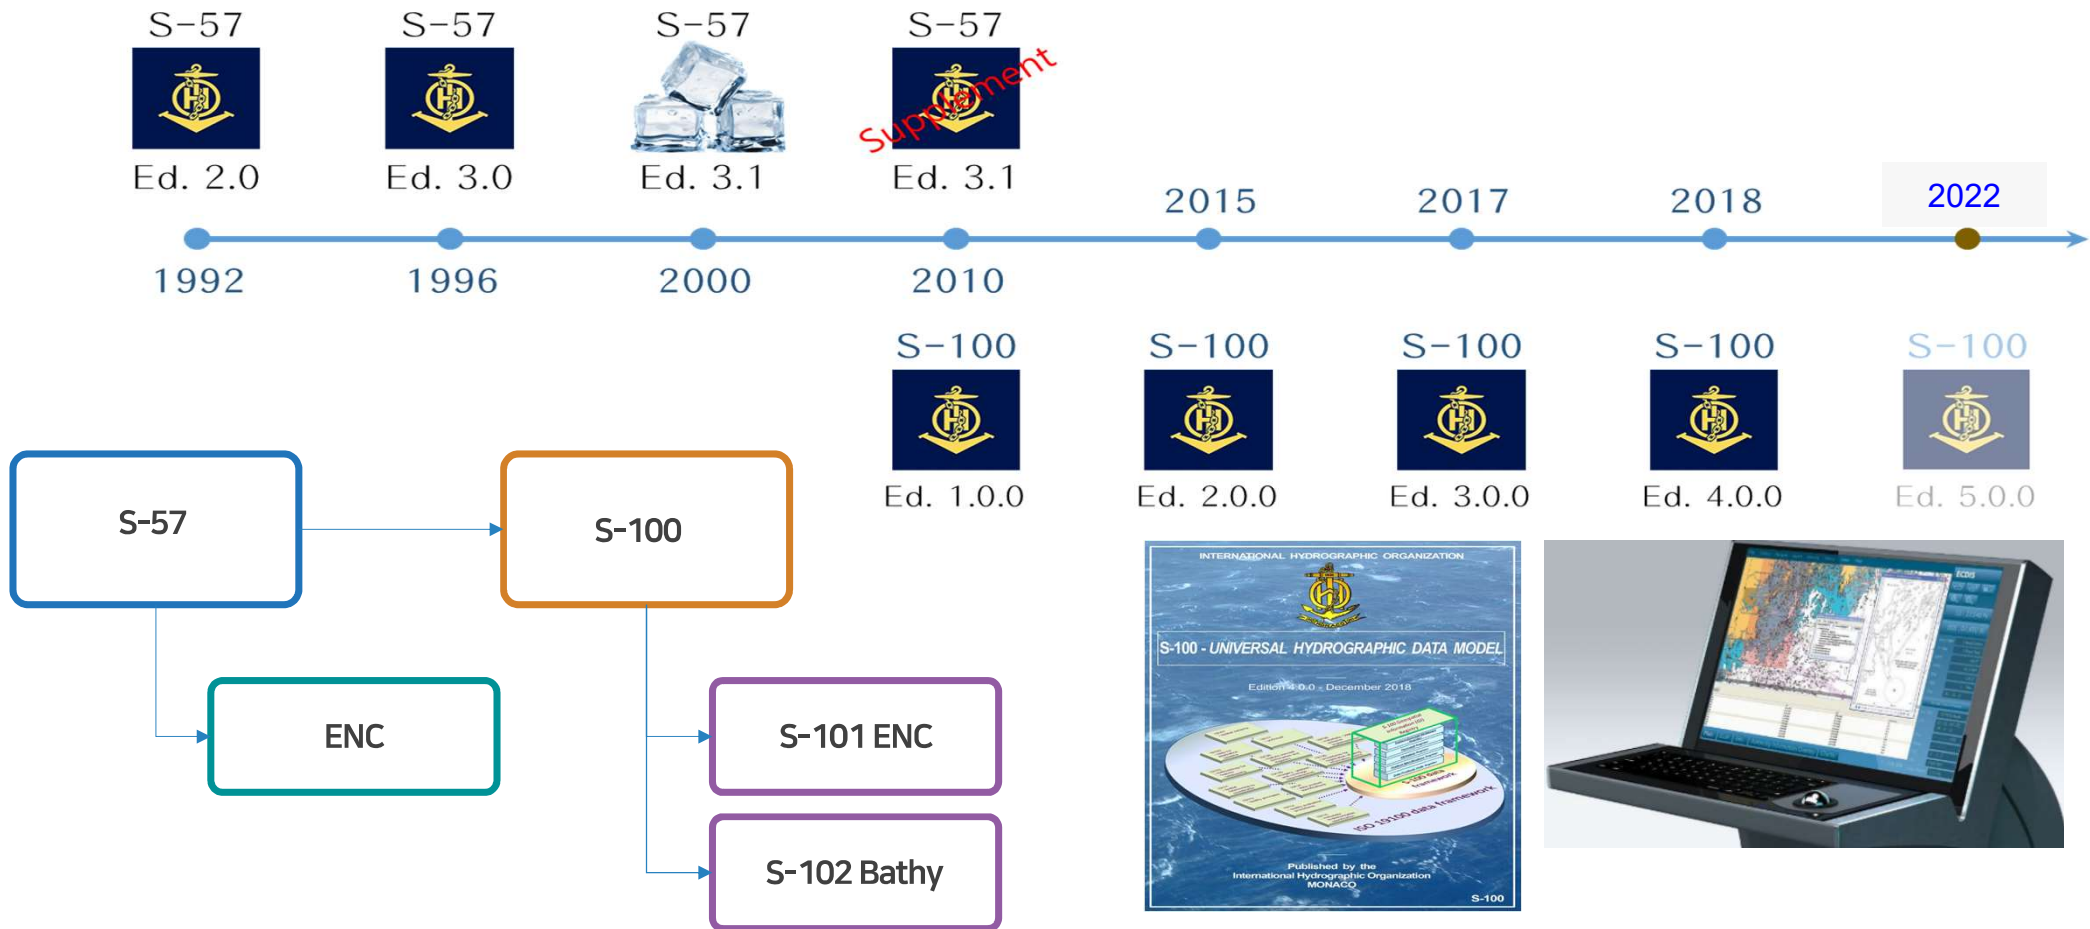 S-57
S-57
S-57
S-57
Supplement
Ed. 2.0
Ed. 3.0
Ed. 3.1
Ed. 3.1
2015
2017
2018
2022
1992
1996
2000
2010
S-100
S-100
S-100
S-100
S-100
Ed. 1.0.0
Ed. 2.0.0
Ed. 3.0.0
Ed. 4.0.0
Ed. 5.0.0
S-57
S-100
ENC
S-101 ENC
S-102 Bathy
INTERNATIONAL HYDROGRAPHIC ORGANIZATION
S-100 - UNIVERSAL HYDROGRAPHIC DATA MODEL
Edition 4.0.0 - December 2018
S-100 data
framework
ISO 19100 data framework
Published by the
International Hydrographic Organization
MONACO
S-100
ECDIS